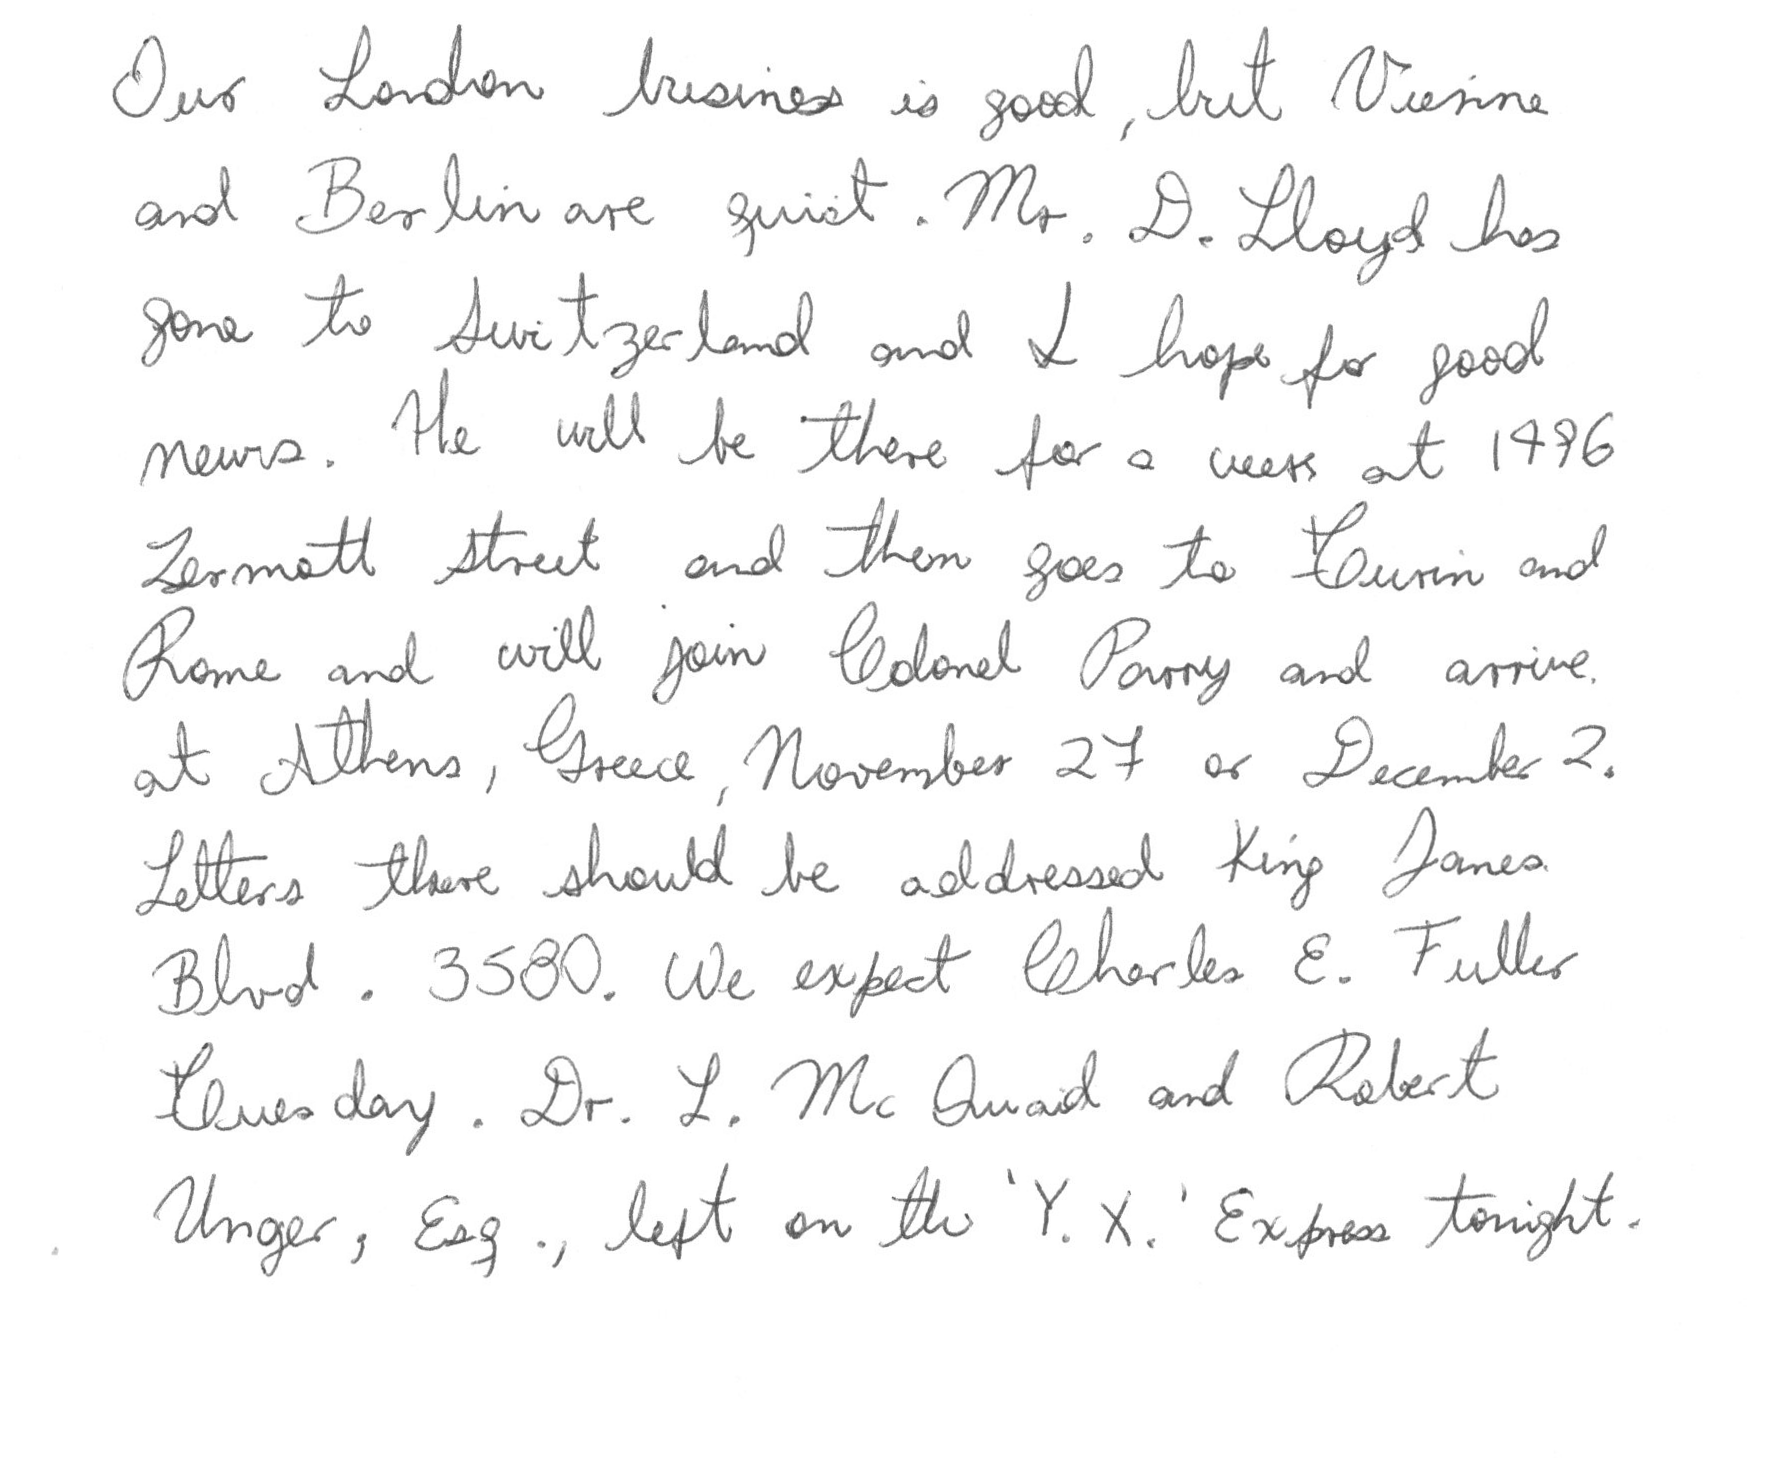 Our London business is good, but Vienne
and Berlin are quiet. Mr. D. Lloyd has
gone to Switzerland and I hope for good
news. He will be there for a week at 1496
Zermott street and then goes to Turin and
Rome and will join Colonel Parry and arrive.
at Athens, Greece, November 27 or December 2.
Letters there should be addressed King James
Blvd. 3580. We expect Charles E. Fuller
Tuesday. Dr. L. Mc Quaid and Robert
Unger, Esq., left on the 'Y. X.' Express tonight.